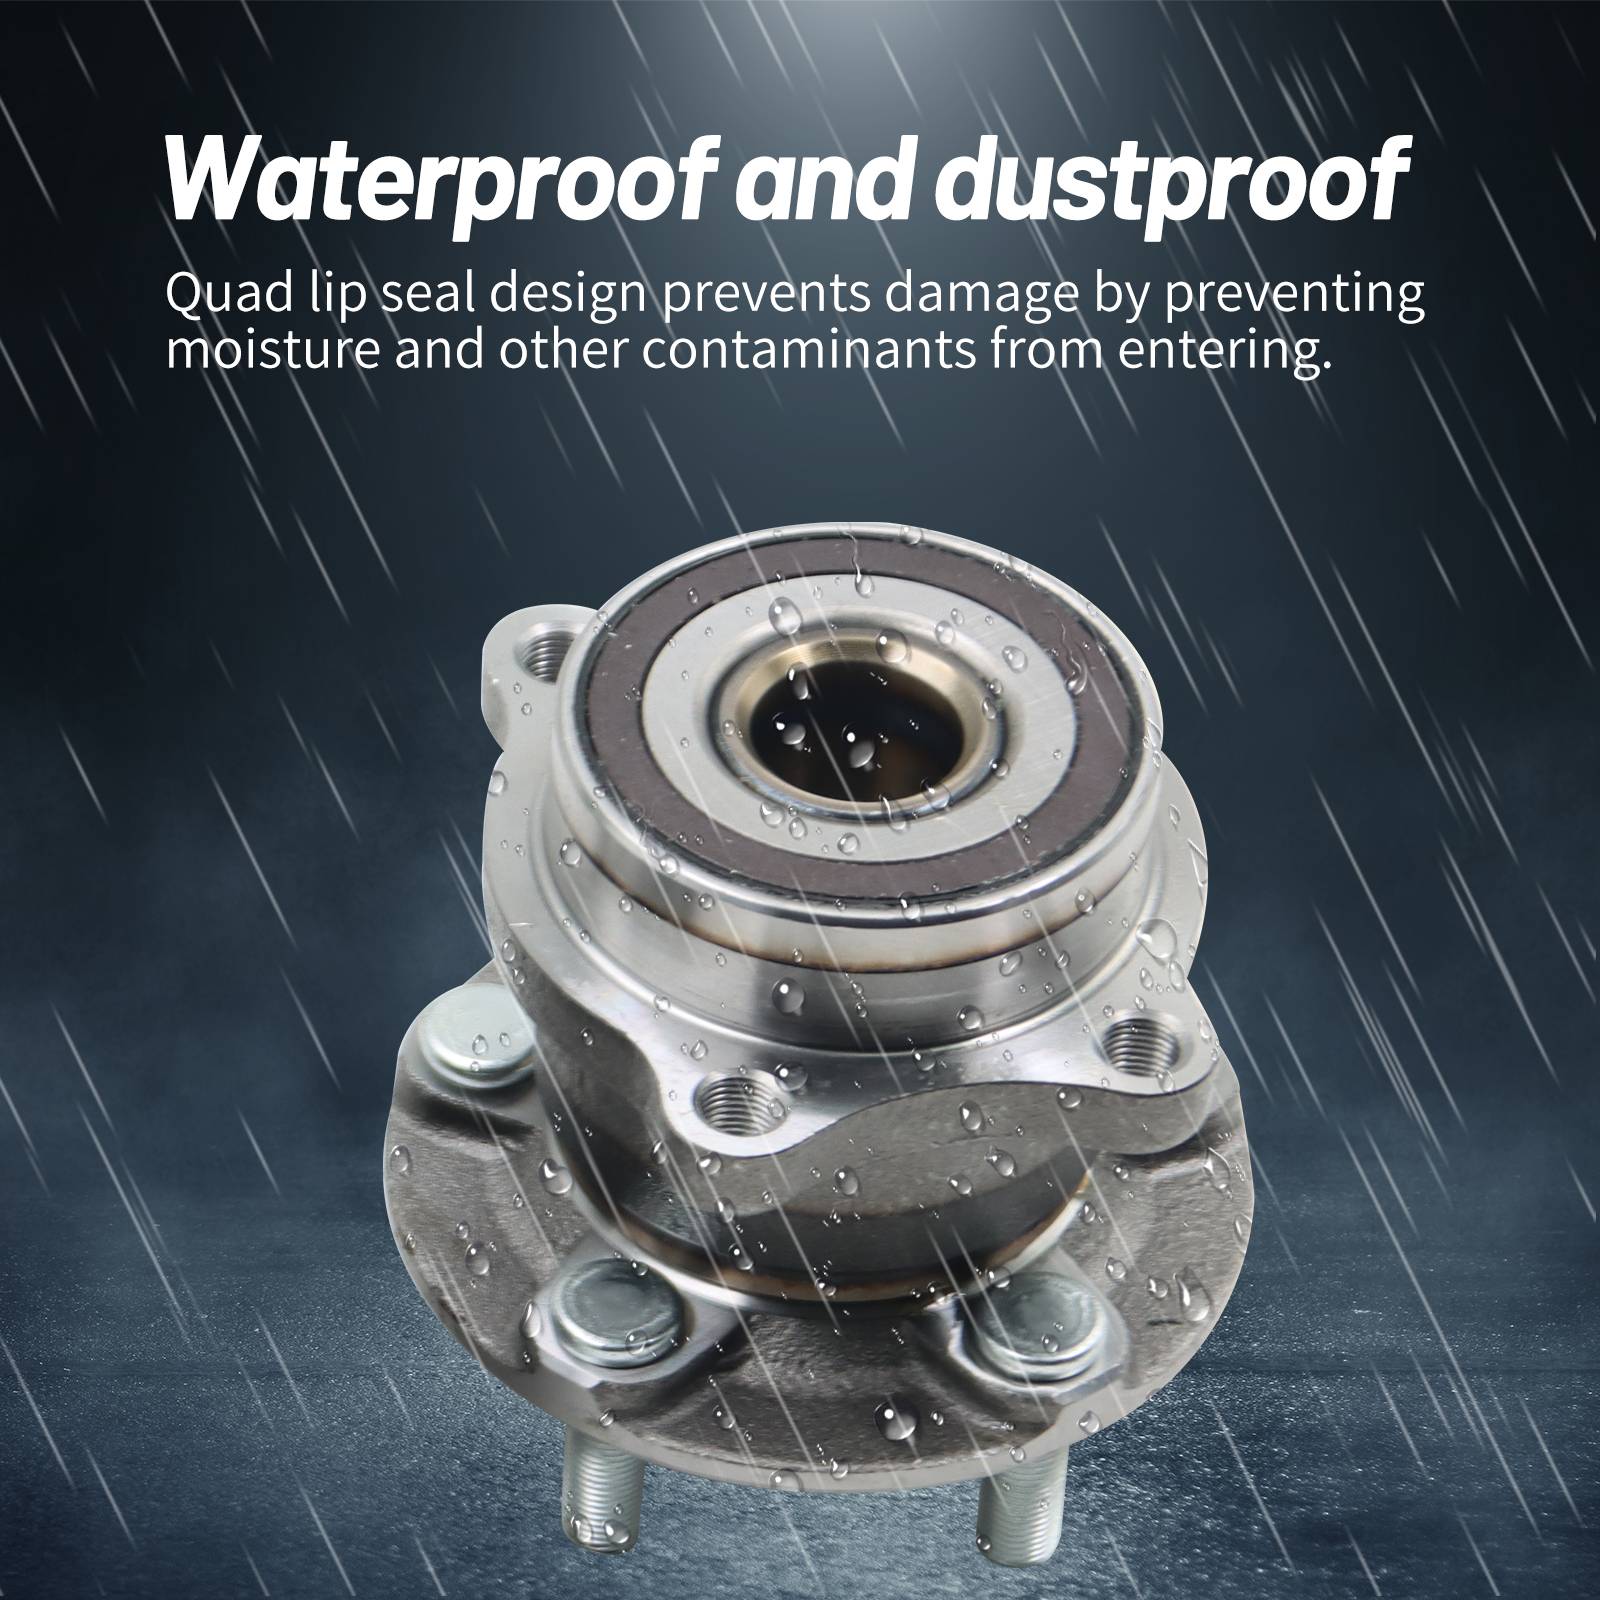 Waterproof and dustproof
Quad lip seal design prevents damage by preventing
moisture and other contaminants from entering.